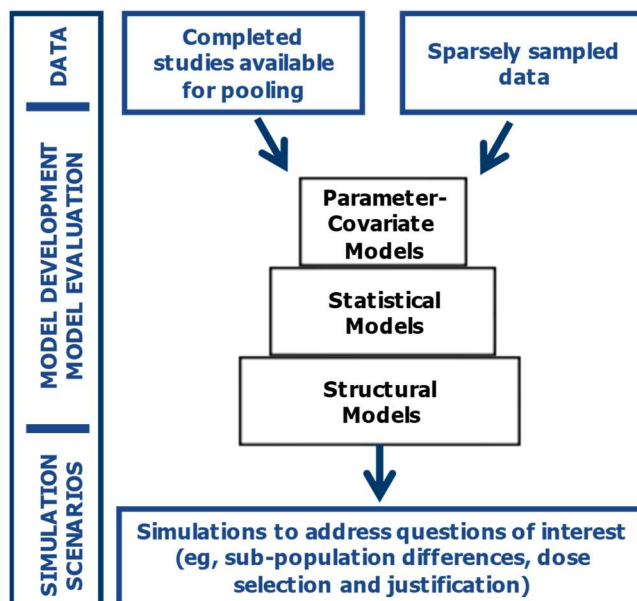 DATA
Completed
studies available
for pooling
Sparsely sampled
data
MODEL DEVELOPMENT
MODEL EVALUATION
Parameter-
Covariate
Models
Statistical
Models
Structural
Models
SIMULATION
SCENARIOS
Simulations to address questions of interest
(eg, sub-population differences, dose
selection and justification)